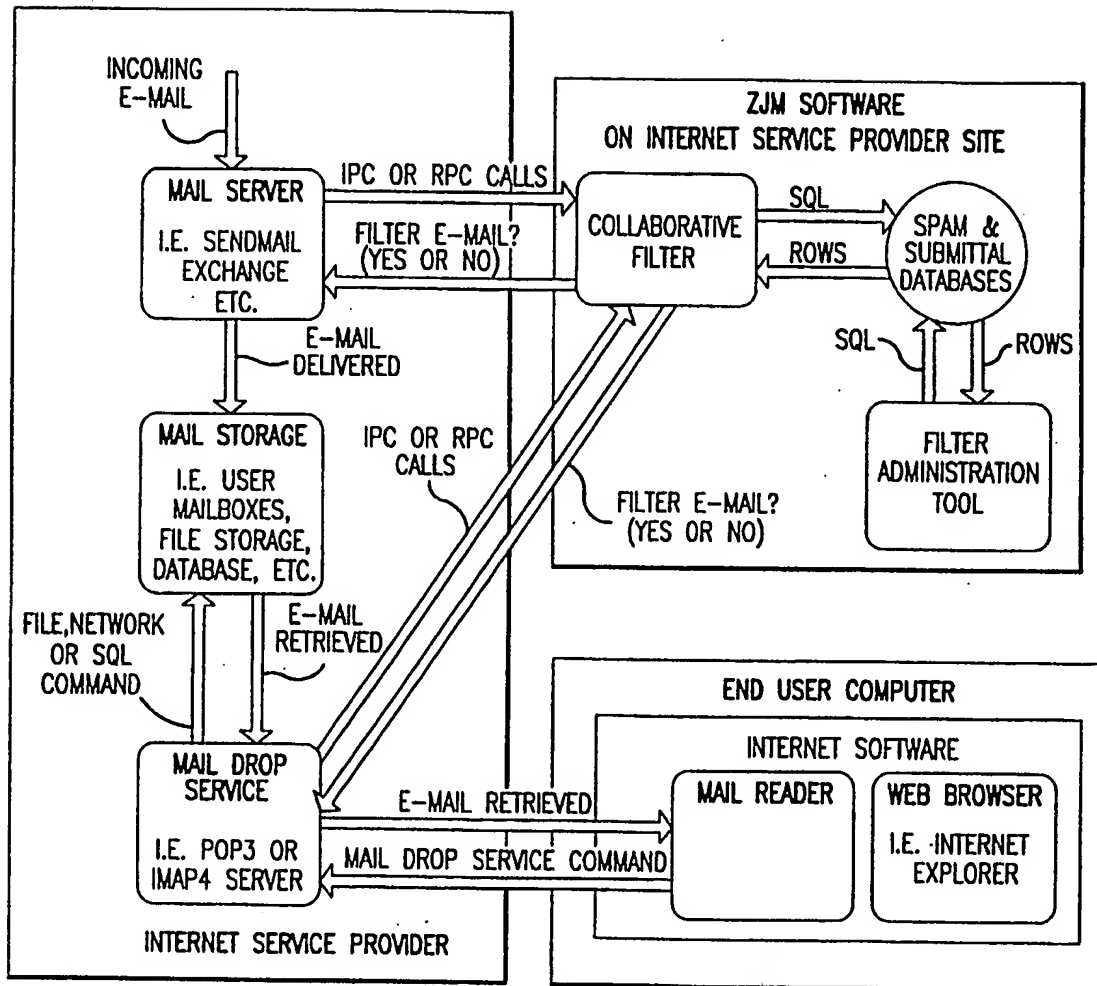 INCOMING
E-MAIL
MAIL SERVER
I.E. SENDMAIL
EXCHANGE
ETC.
IPC OR RPC CALLS
FILTER E-MAIL?
(YES OR NO)
E-MAIL
DELIVERED
MAIL STORAGE
I.E. USER
MAILBOXES,
FILE STORAGE,
DATABASE, ETC.
FILE,NETWORK
OR SQL
COMMAND
E-MAIL
RETRIEVED
MAIL DROP
SERVICE
I.E. POP3 OR
IMAP4 SERVER
INTERNET SERVICE PROVIDER
ZJM SOFTWARE
ON INTERNET SERVICE PROVIDER SITE
COLLABORATIVE
FILTER
SQL
ROWS
SPAM &
SUBMITTAL
DATABASES
SQL
ROWS
FILTER
ADMINISTRATION
TOOL
IPC OR RPC
CALLS
FILTER E-MAIL?
(YES OR NO)
E-MAIL RETRIEVED
MAIL DROP SERVICE COMMAND
END USER COMPUTER
INTERNET SOFTWARE
MAIL READER
WEB BROWSER
I.E. INTERNET
EXPLORER